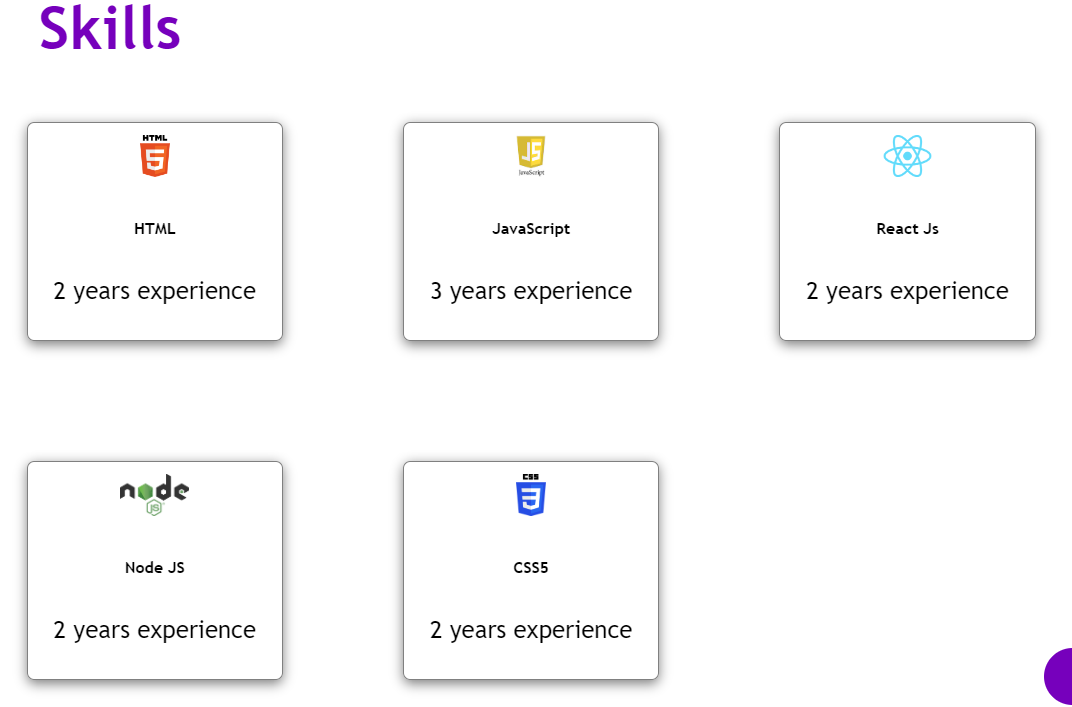 Skills
HTML
5
HTML
2 years experience
JS
JavaScript
JavaScript
3 years experience
React Js
2 years experience
node
JS
Node JS
2 years experience
CSS
3
CSS5
2 years experience